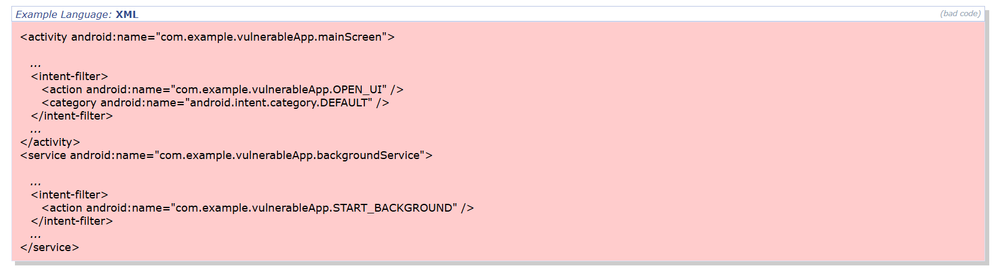 Example Language: XML (bad code)
<activity android:name="com.example.vulnerableApp.mainScreen">
...
<intent-filter>
<action android:name="com.example.vulnerableApp.OPEN_UI" />
<category android:name="android.intent.category.DEFAULT" />
</intent-filter>
...
</activity>
<service android:name="com.example.vulnerableApp.backgroundService">
...
<intent-filter>
<action android:name="com.example.vulnerableApp.START_BACKGROUND" />
</intent-filter>
...
</service>